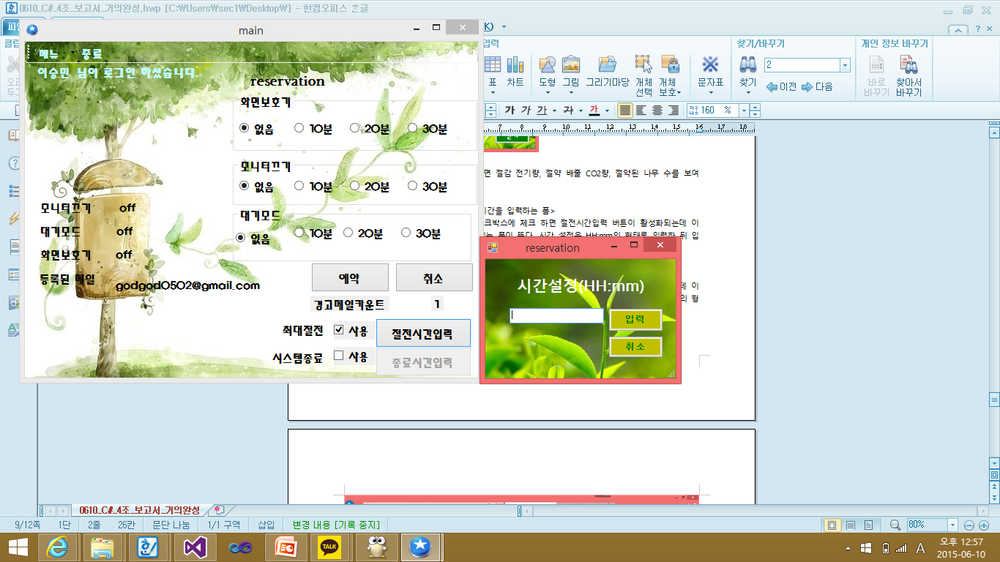 0610_C#_4조_보고서_거의완성.hwp [C:\Users\sec1\Desktop\] - 한컴오피스 한글
main
메뉴 종료
이승민 님이 로그인 하셨습니다.
reservation
화면보호기
없음 10분 20분 30분
모니터끄기
없음 10분 20분 30분
대기모드
없음 10분 20분 30분
모니터끄기 off
대기모드 off
화면보호기 off
등록된 메일 godgod0502@gmail.com
예약 취소
경고메일카운트 1
최대절전 사용 절전시간입력
시스템종료 사용 종료시간입력
입력
찾기/바꾸기
개인 정보 바꾸기
표 차트 도형 그림 그리기마당 개체 선택 개체 보호 문자표 찾기
2
이전 다음
바로 바꾸기 찾아서 바꾸기
가 가 가 가 가 160 %
7 8 9 10 11 12 13 14 15 16 17 18
면 절감 전기량, 절약 배출 CO2량, 절약된 나무 수를 보여
시간을 입력하는 폼>
크박스에 체크 하면 절전시간입력 버튼이 활성화되는데 이
는 폼이 뜬다. 시간 설정은 HH:mm의 형태로 입력한 뒤 입
reservation
시간설정(HH:mm)
입력
취소
데 이
의 형
0610_C#_4조_보고서_거의완성
9/12쪽 1단 2줄 26칸 문단 나눔 1/1 구역 삽입 변경 내용 [기록 중지] 80%
TALK
A
오후 12:57
2015-06-10